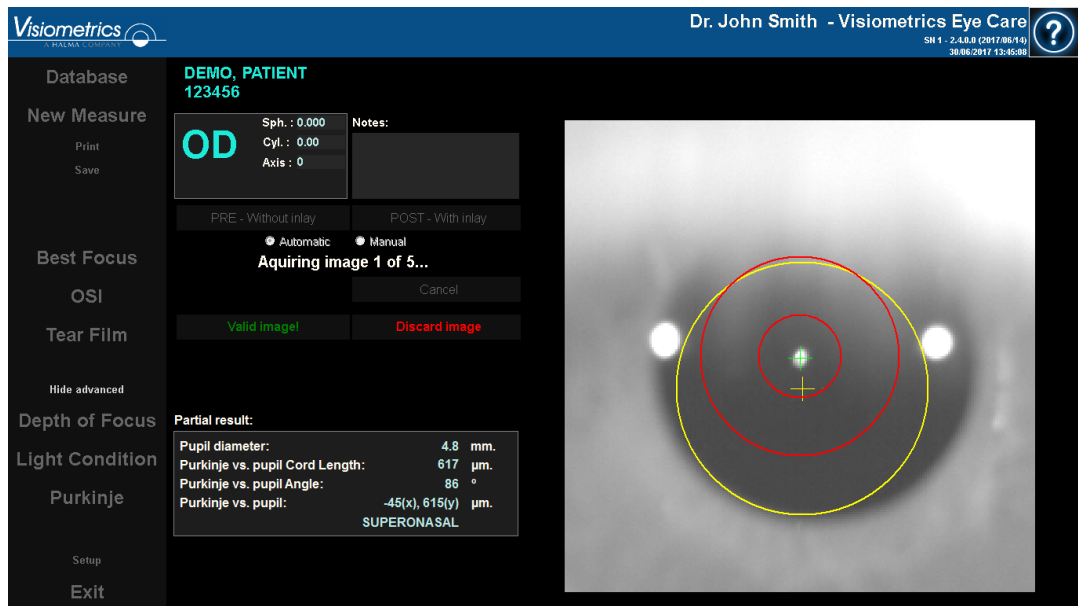 Visiometrics
A HALMA COMPANY
Dr. John Smith - Visiometrics Eye Care
SN 1 - 2.4.0.0 (2017/06/14)
30/06/2017 13:45:08
?
Database
New Measure
Print
Save
Best Focus
OSI
Tear Film
Hide advanced
Depth of Focus
Light Condition
Purkinje
Setup
Exit
DEMO, PATIENT
123456
OD
Sph. : 0.000
Cyl. : 0.00
Axis : 0
Notes:
PRE - Without inlay
POST - With inlay
Automatic
Manual
Aquiring image 1 of 5...
Cancel
Valid image!
Discard image
Partial result:
Pupil diameter: 4.8 mm.
Purkinje vs. pupil Cord Length: 617 µm.
Purkinje vs. pupil Angle: 86 º
Purkinje vs. pupil: -45(x), 615(y) µm.
SUPERONASAL